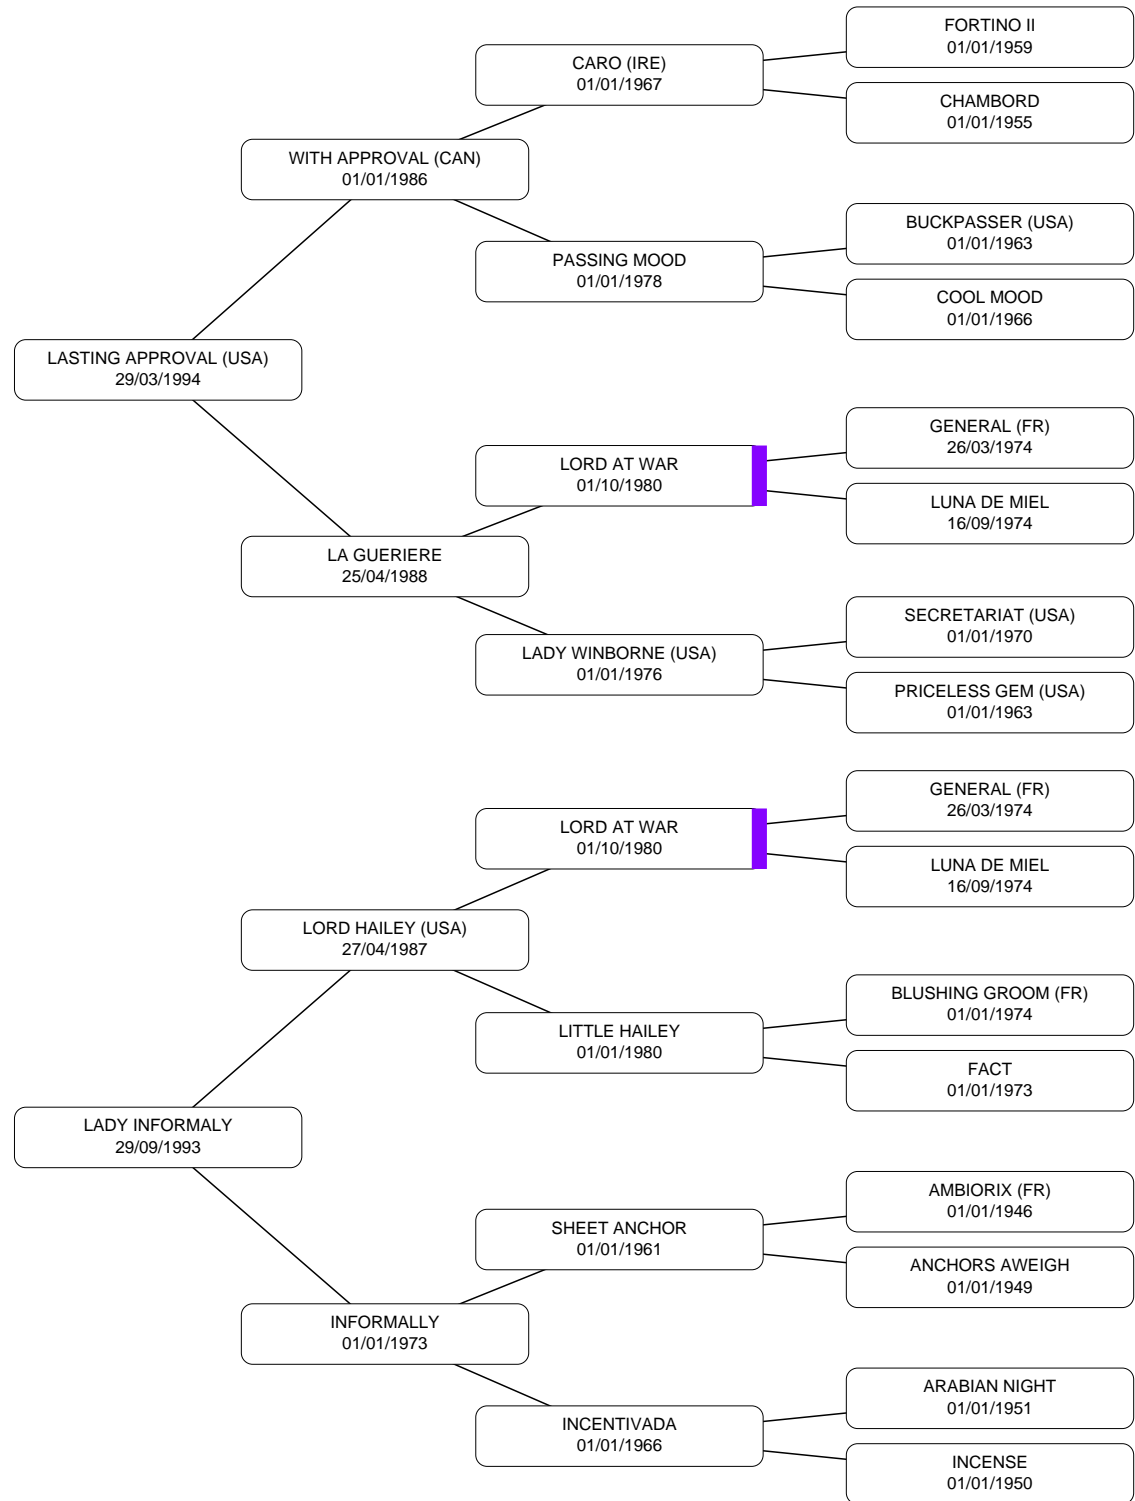 FORTINO II
01/01/1959
CARO (IRE)
01/01/1967
CHAMBORD
01/01/1955
WITH APPROVAL (CAN)
01/01/1986
BUCKPASSER (USA)
01/01/1963
PASSING MOOD
01/01/1978
COOL MOOD
01/01/1966
LASTING APPROVAL (USA)
29/03/1994
GENERAL (FR)
26/03/1974
LORD AT WAR
01/10/1980
LUNA DE MIEL
16/09/1974
LA GUERIERE
25/04/1988
SECRETARIAT (USA)
01/01/1970
LADY WINBORNE (USA)
01/01/1976
PRICELESS GEM (USA)
01/01/1963
GENERAL (FR)
26/03/1974
LORD AT WAR
01/10/1980
LUNA DE MIEL
16/09/1974
LORD HAILEY (USA)
27/04/1987
BLUSHING GROOM (FR)
01/01/1974
LITTLE HAILEY
01/01/1980
FACT
01/01/1973
LADY INFORMALY
29/09/1993
AMBIORIX (FR)
01/01/1946
SHEET ANCHOR
01/01/1961
ANCHORS AWEIGH
01/01/1949
INFORMALLY
01/01/1973
ARABIAN NIGHT
01/01/1951
INCENTIVADA
01/01/1966
INCENSE
01/01/1950